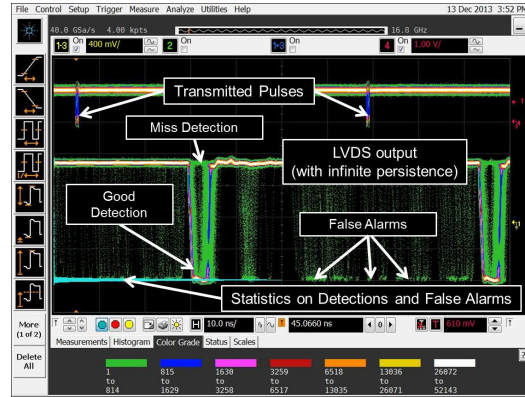 File Control Setup Trigger Measure Analyze Utilities Help 13 Dec 2013 3:52 PM
40.0 GSa/s 4.00 kpts 16.8 GHz
1-3 On 400 mV/ 2 On 1-3 On 4 On 1.00 V/
Transmitted Pulses
Miss Detection
LVDS output
(with infinite persistence)
Good
Detection
False Alarms
Statistics on Detections and False Alarms
More
(1 of 2)
Delete
All
H 10.0 ns/ 45.0660 ns 0 T 610 mV
Measurements Histogram Color Grade Status Scales
1 815 1630 3259 6518 13036 26072
to to to to to to to
814 1629 3258 6517 13035 26071 52143